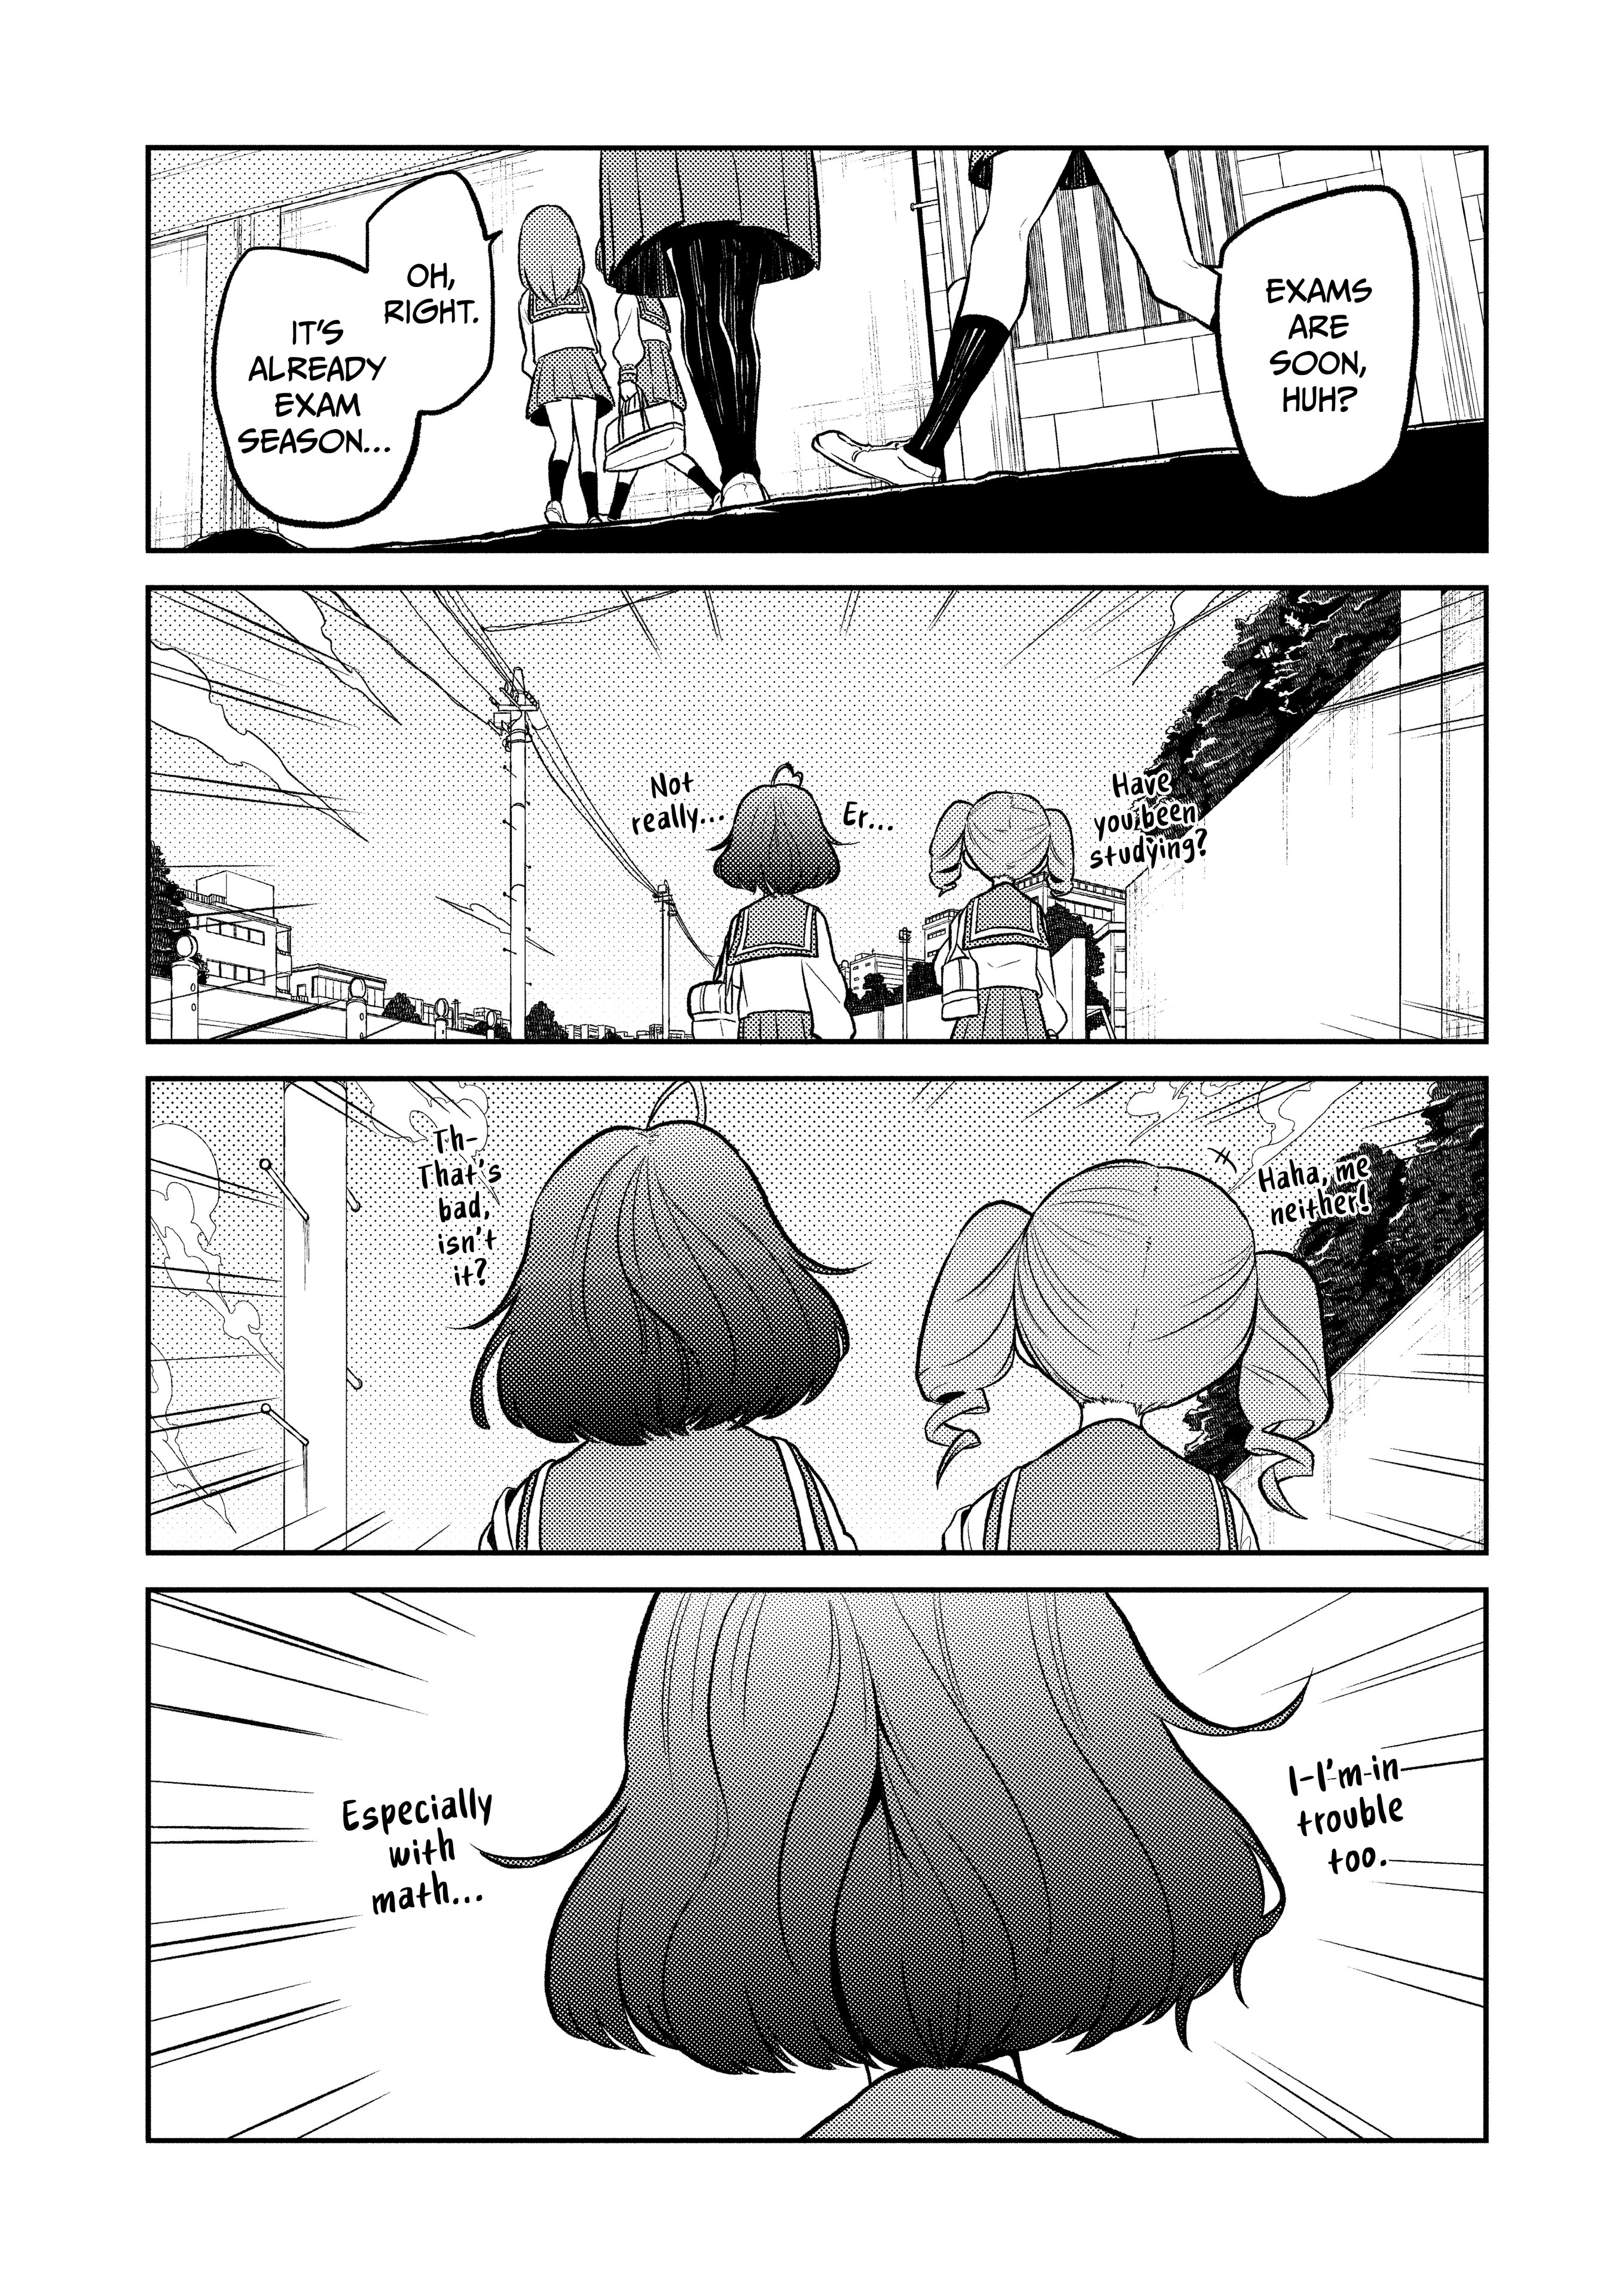 EXAMS
ARE
SOON,
HUH?
OH,
RIGHT.
IT'S
ALREADY
EXAM
SEASON...
Have
you been
studying?
Er...
Not
really...
Haha, me
neither!
Th-
That's
bad,
isn't
it?
I-I'm in
trouble
too.
Especially
with
math...